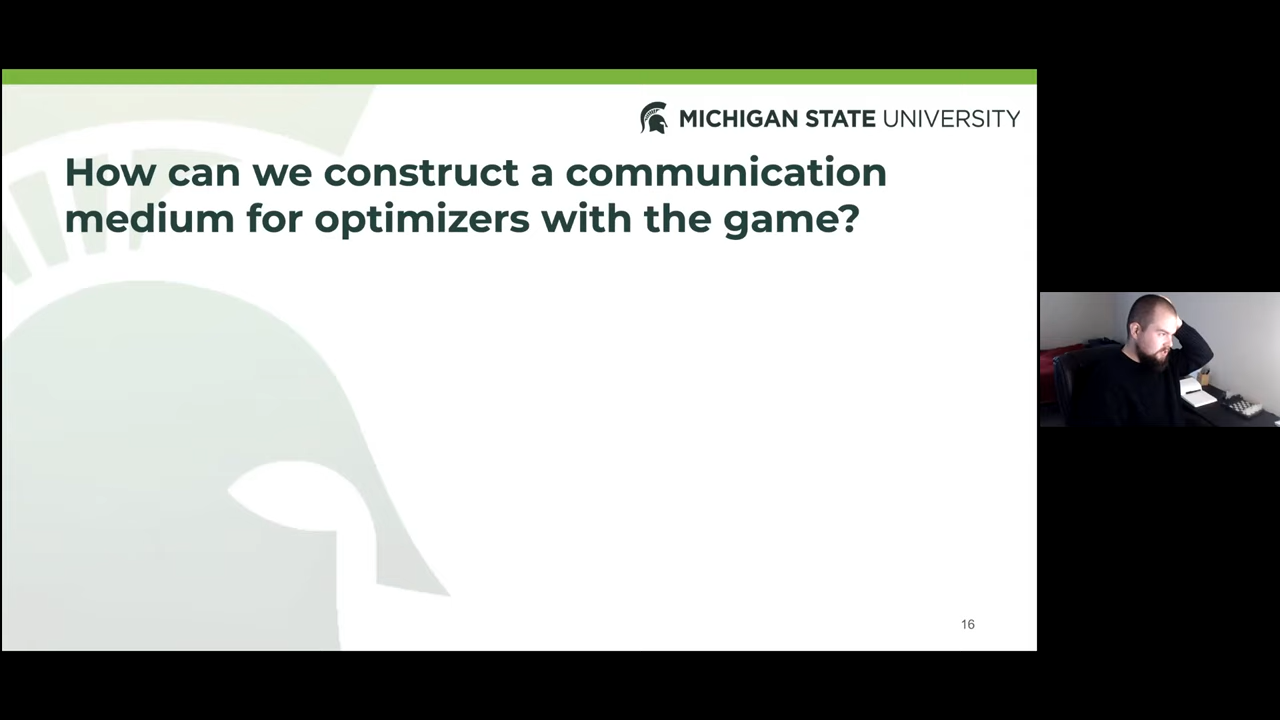 MICHIGAN STATE UNIVERSITY
How can we construct a communication
medium for optimizers with the game?
16